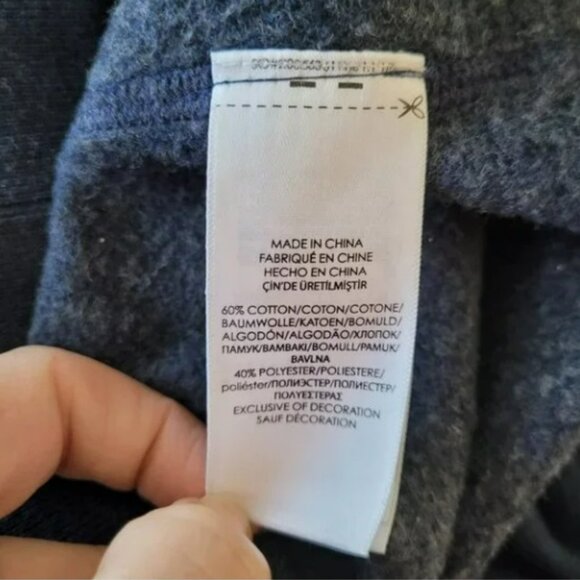 MADE IN CHINA
FABRIQUÉ EN CHINE
HECHO EN CHINA
ÇİN'DE ÜRETİLMİŞTİR
60% COTTON/COTON/COTONE/
BAUMWOLLE/KATOEN/BOMULD/
ALGODÓN/ALGODÃO/ХЛОПОК/
ПАМУК/ΒΑΜΒΑΚΙ/BOMULL/PAMUK/
BAVLNA
40% POLYESTER/POLIESTERE/
poliéster/ПОЛИЭСТЕР/ПОЛИЕСТЕР/
ΠΟΛΥΕΣΤΕΡΑΣ
EXCLUSIVE OF DECORATION
SAUF DÉCORATION